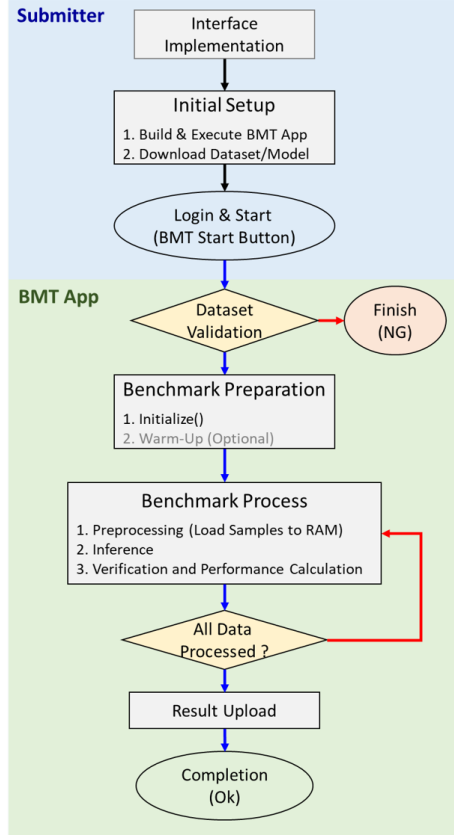 Submitter
Interface
Implementation
Initial Setup
1. Build & Execute BMT App
2. Download Dataset/Model
Login & Start
(BMT Start Button)
BMT App
Dataset
Validation
Finish
(NG)
Benchmark Preparation
1. Initialize()
2. Warm-Up (Optional)
Benchmark Process
1. Preprocessing (Load Samples to RAM)
2. Inference
3. Verification and Performance Calculation
All Data
Processed ?
Result Upload
Completion
(Ok)